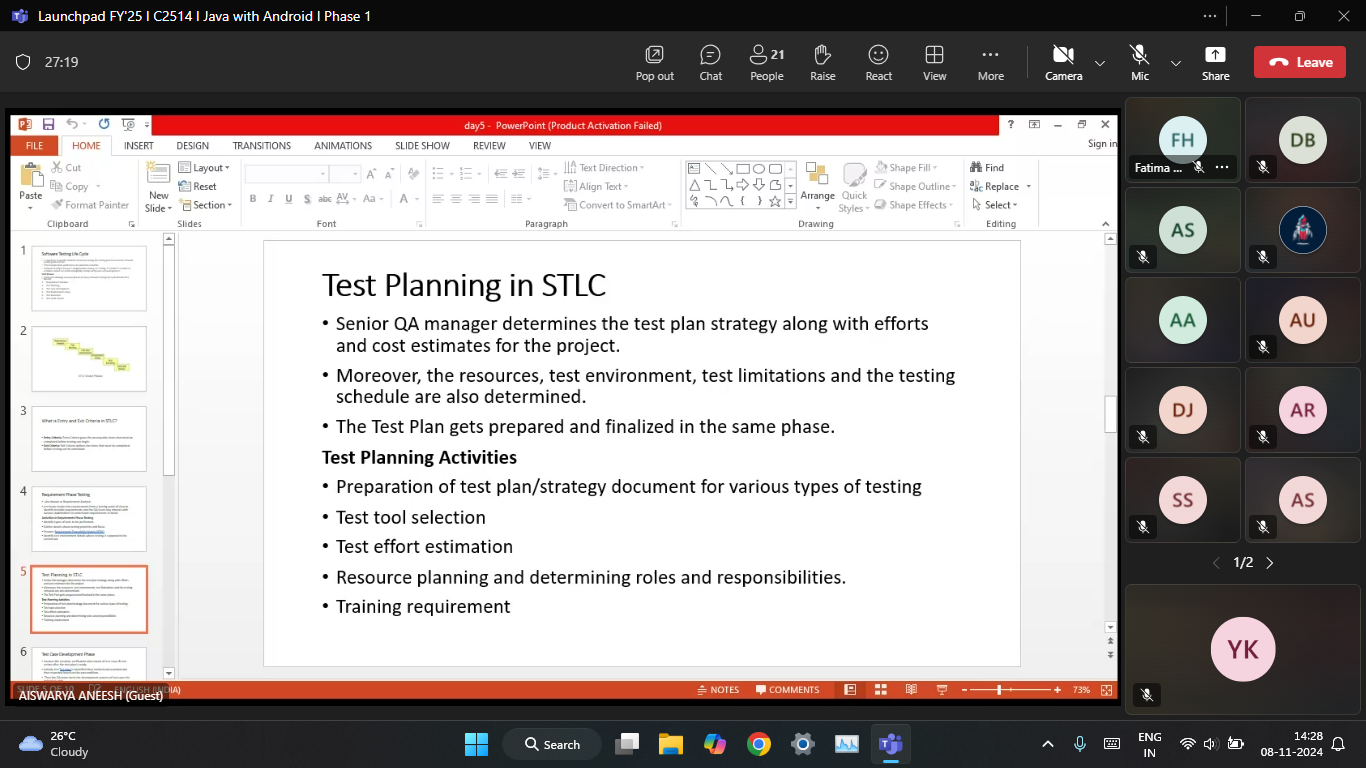 Launchpad FY'25 I C2514 I Java with Android I Phase 1
27:19
Pop out
Chat
21
People
Raise
React
View
More
Camera
Mic
Share
Leave
day5 - PowerPoint (Product Activation Failed)
FILE HOME INSERT DESIGN TRANSITIONS ANIMATIONS SLIDE SHOW REVIEW VIEW
Sign in
Paste
Cut
Copy
Format Painter
Clipboard
New
Slide
Layout
Reset
Section
Slides
Font
Text Direction
Align Text
Convert to SmartArt
Paragraph
Arrange
Quick
Styles
Shape Fill
Shape Outline
Shape Effects
Drawing
Find
Replace
Select
Editing
1
Software Testing Life Cycle
2
3
What is Entry and Exit Criteria in STLC?
4
Requirement Phase Testing
5
Test Planning in STLC
6
Test Case Development Phase
Test Planning in STLC
• Senior QA manager determines the test plan strategy along with efforts
and cost estimates for the project.
• Moreover, the resources, test environment, test limitations and the testing
schedule are also determined.
• The Test Plan gets prepared and finalized in the same phase.
Test Planning Activities
• Preparation of test plan/strategy document for various types of testing
• Test tool selection
• Test effort estimation
• Resource planning and determining roles and responsibilities.
• Training requirement
AISWARYA ANEESH (Guest)
NOTES
COMMENTS
73%
FH
Fatima ...
DB
AS
AA
AU
DJ
AR
SS
AS
1/2
YK
26°C
Cloudy
Search
ENG
IN
14:28
08-11-2024